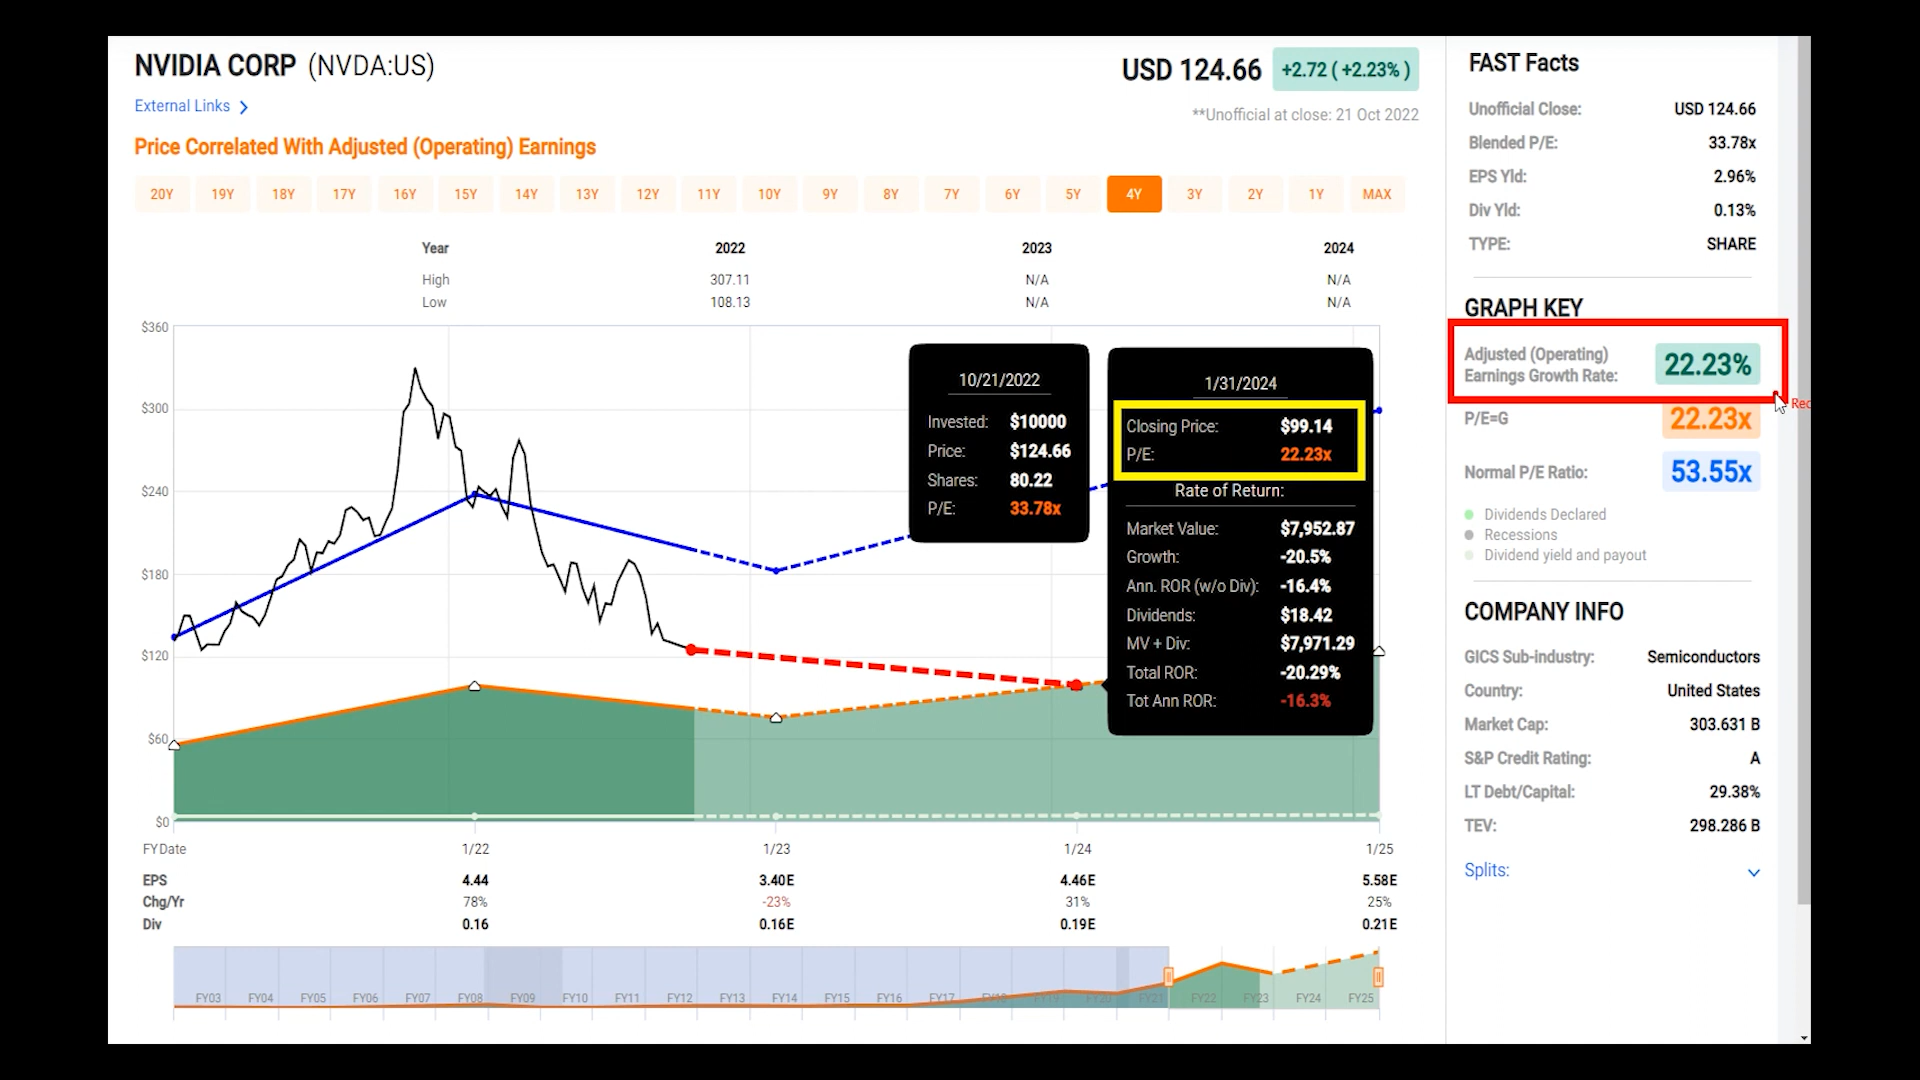 NVIDIA CORP (NVDA:US)
USD 124.66 +2.72 ( +2.23% )
External Links
**Unofficial at close: 21 Oct 2022
Price Correlated With Adjusted (Operating) Earnings
20Y 19Y 18Y 17Y 16Y 15Y 14Y 13Y 12Y 11Y 10Y 9Y 8Y 7Y 6Y 5Y 4Y 3Y 2Y 1Y MAX
Year 2022 2023 2024
High 307.11 N/A N/A
Low 108.13 N/A N/A
$360
$300
$240
$180
$120
$60
$0
10/21/2022
Invested: $10000
Price: $124.66
Shares: 80.22
P/E: 33.78x
1/31/2024
Closing Price: $99.14
P/E: 22.23x
Rate of Return:
Market Value: $7,952.87
Growth: -20.5%
Ann. ROR (w/o Div): -16.4%
Dividends: $18.42
MV + Div: $7,971.29
Total ROR: -20.29%
Tot Ann ROR: -16.3%
FY Date 1/22 1/23 1/24 1/25
EPS 4.44 3.40E 4.46E 5.58E
Chg/Yr 78% -23% 31% 25%
Div 0.16 0.16E 0.19E 0.21E
FY03 FY04 FY05 FY06 FY07 FY08 FY09 FY10 FY11 FY12 FY13 FY14 FY15 FY16 FY17 FY18 FY19 FY20 FY21 FY22 FY23 FY24 FY25
FAST Facts
Unofficial Close: USD 124.66
Blended P/E: 33.78x
EPS Yld: 2.96%
Div Yld: 0.13%
TYPE: SHARE
GRAPH KEY
Adjusted (Operating)
Earnings Growth Rate: 22.23%
Rec
P/E=G 22.23x
Normal P/E Ratio: 53.55x
Dividends Declared
Recessions
Dividend yield and payout
COMPANY INFO
GICS Sub-industry: Semiconductors
Country: United States
Market Cap: 303.631 B
S&P Credit Rating: A
LT Debt/Capital: 29.38%
TEV: 298.286 B
Splits: